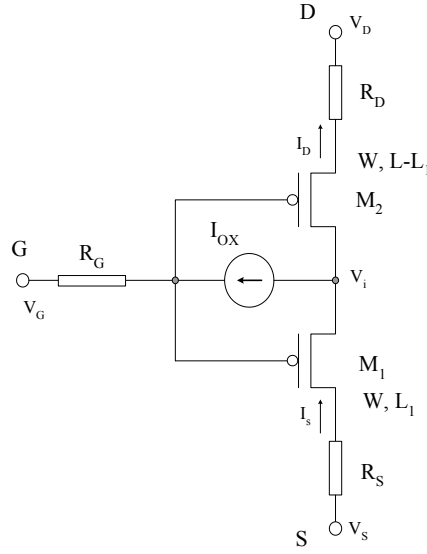 D
V_D
R_D
I_D
W, L-L_1
M_2
I_OX
G
R_G
V_i
V_G
M_1
I_s
W, L_1
R_S
S
V_S